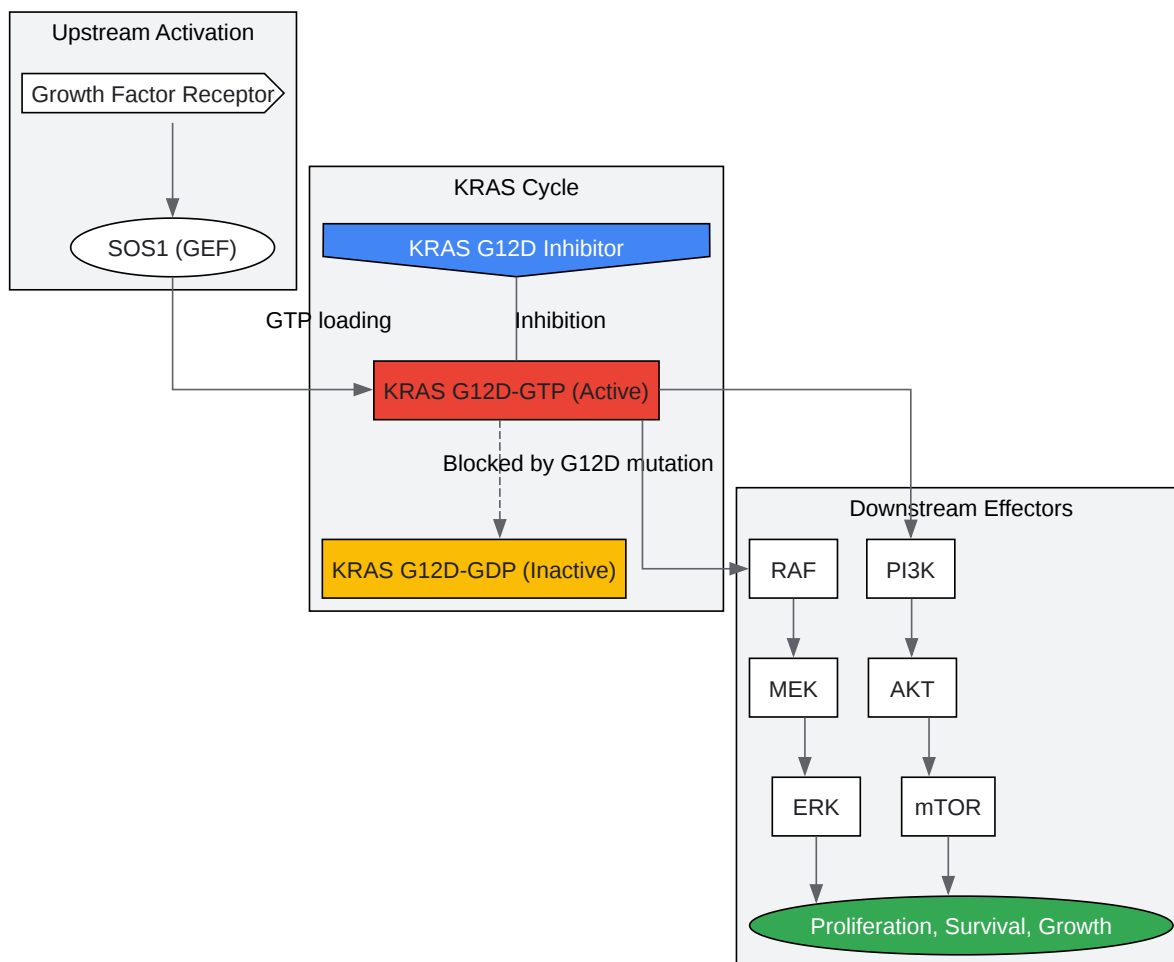 Upstream Activation
Growth Factor Receptor
SOS1 (GEF)
KRAS Cycle
KRAS G12D Inhibitor
GTP loading
Inhibition
KRAS G12D-GTP (Active)
Blocked by G12D mutation
KRAS G12D-GDP (Inactive)
Downstream Effectors
RAF
PI3K
MEK
AKT
ERK
mTOR
Proliferation, Survival, Growth